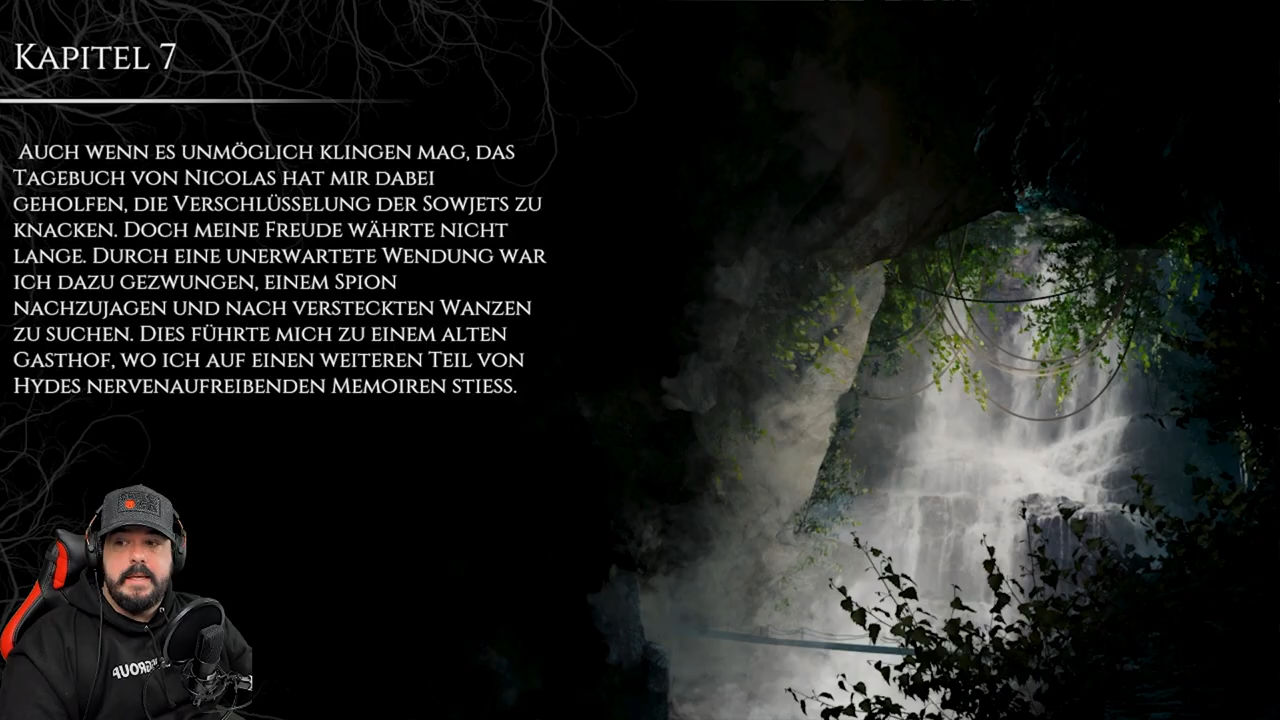 Kapitel 7
Auch wenn es unmöglich klingen mag, das
Tagebuch von Nicolas hat mir dabei
geholfen, die Verschlüsselung der Sowjets zu
knacken. Doch meine Freude währte nicht
lange. Durch eine unerwartete Wendung war
ich dazu gezwungen, einem Spion
nachzujagen und nach versteckten Wanzen
zu suchen. Dies führte mich zu einem alten
Gasthof, wo ich auf einen weiteren Teil von
Hydes nervenaufreibenden Memoiren stiess.